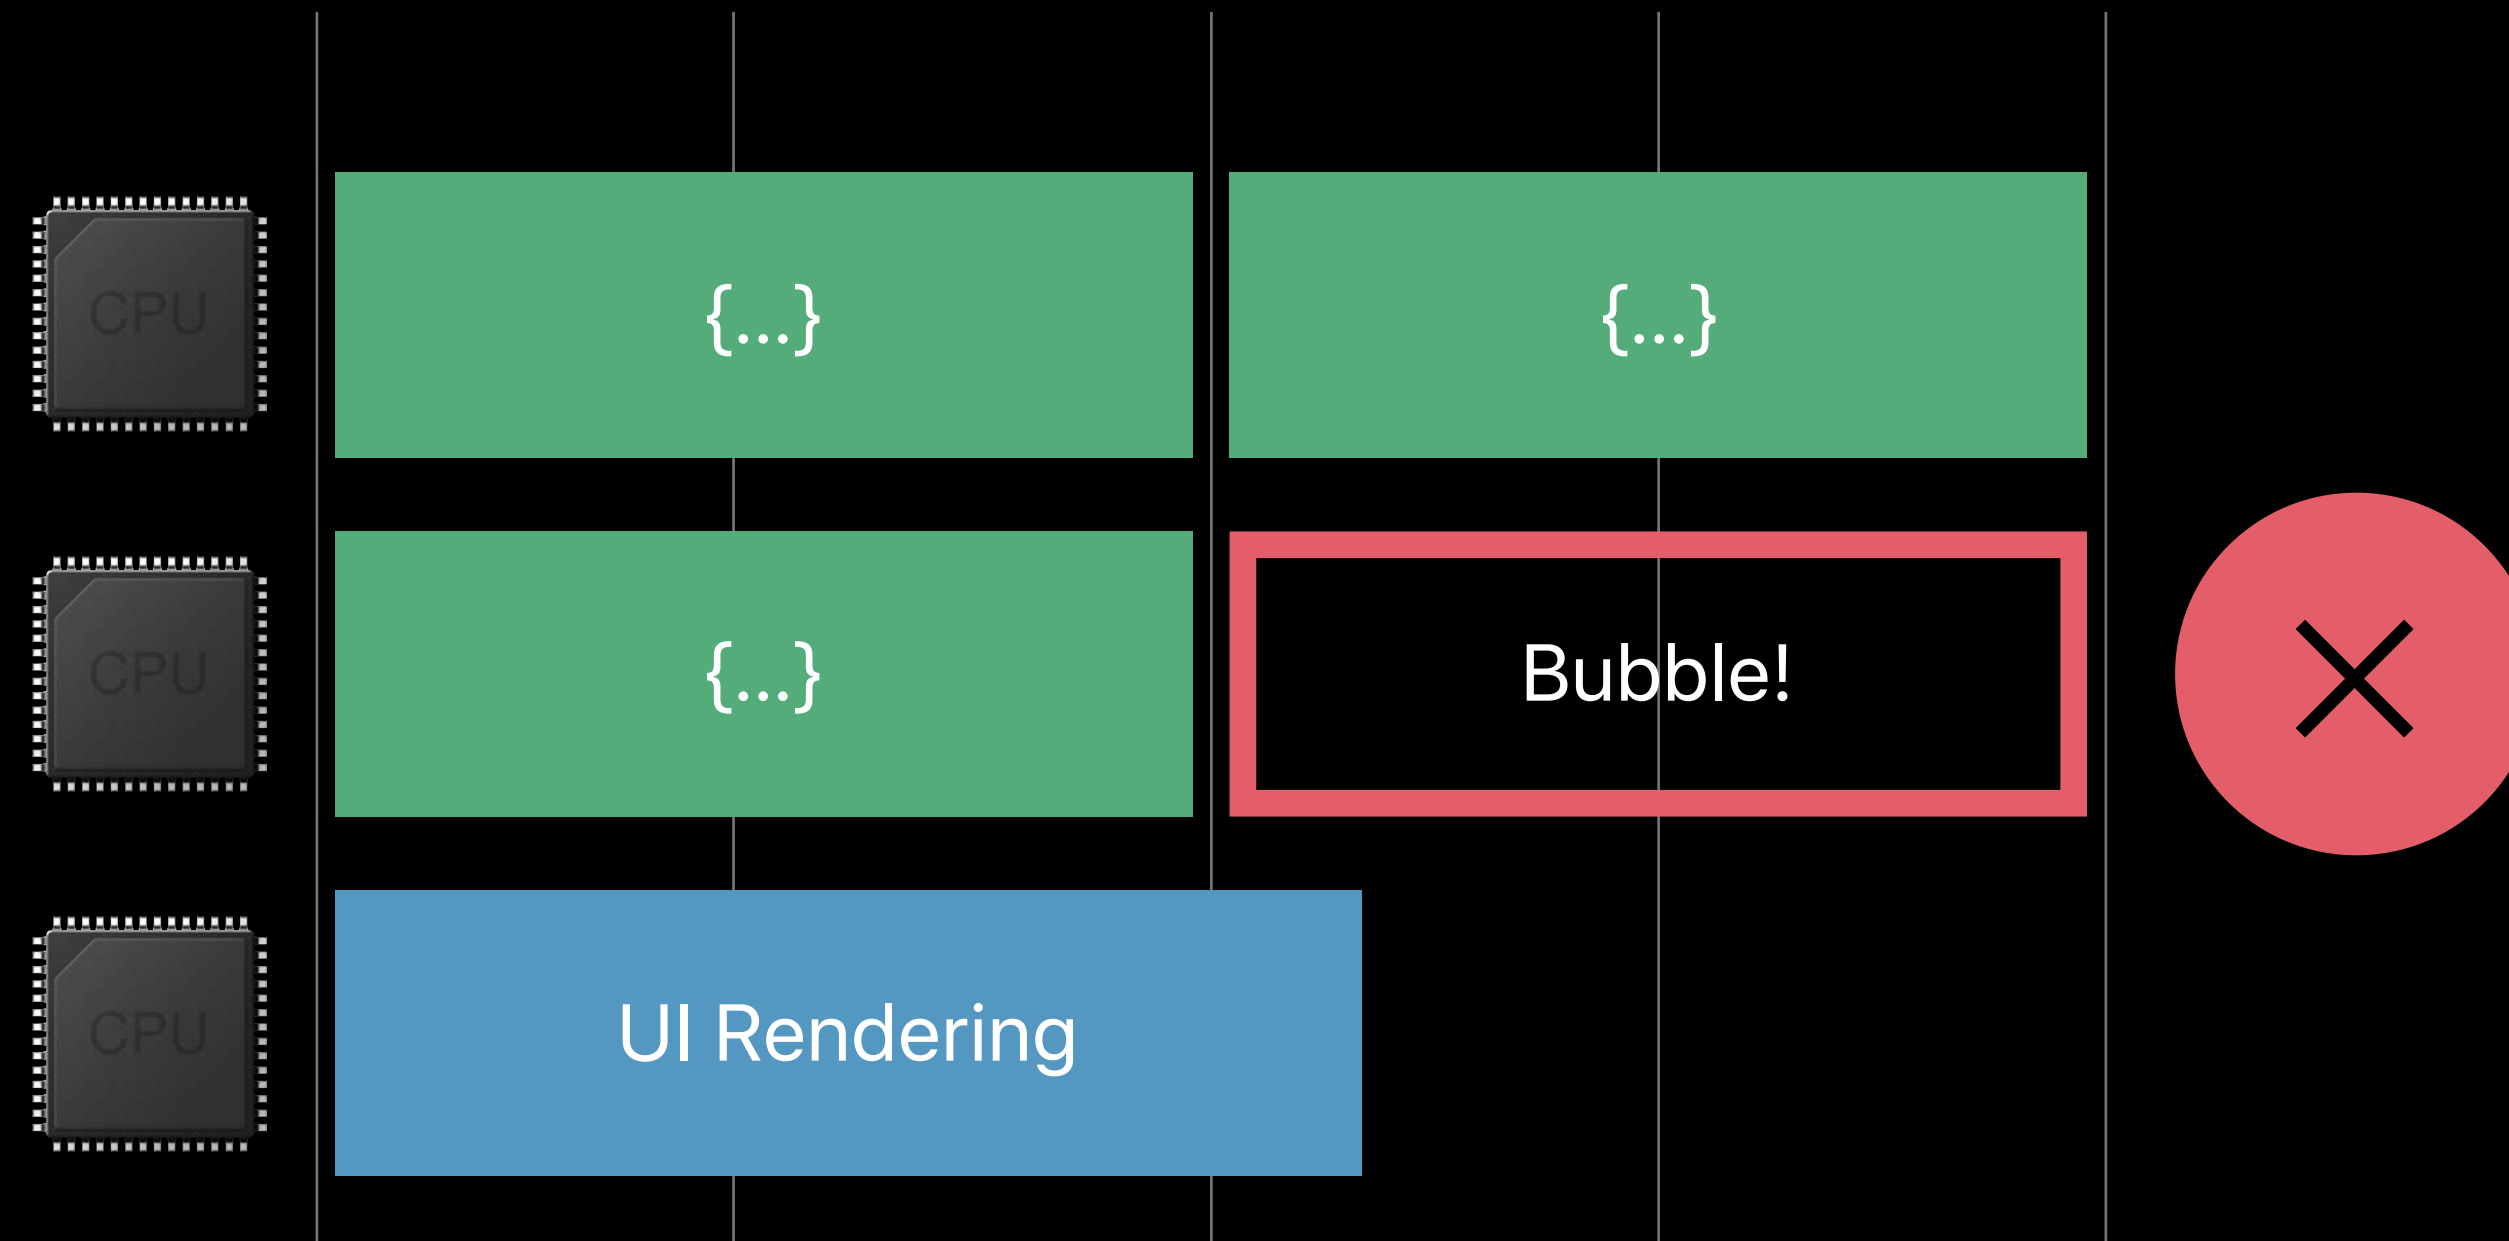 CPU
{...}
{...}
CPU
{...}
Bubble!
CPU
UI Rendering